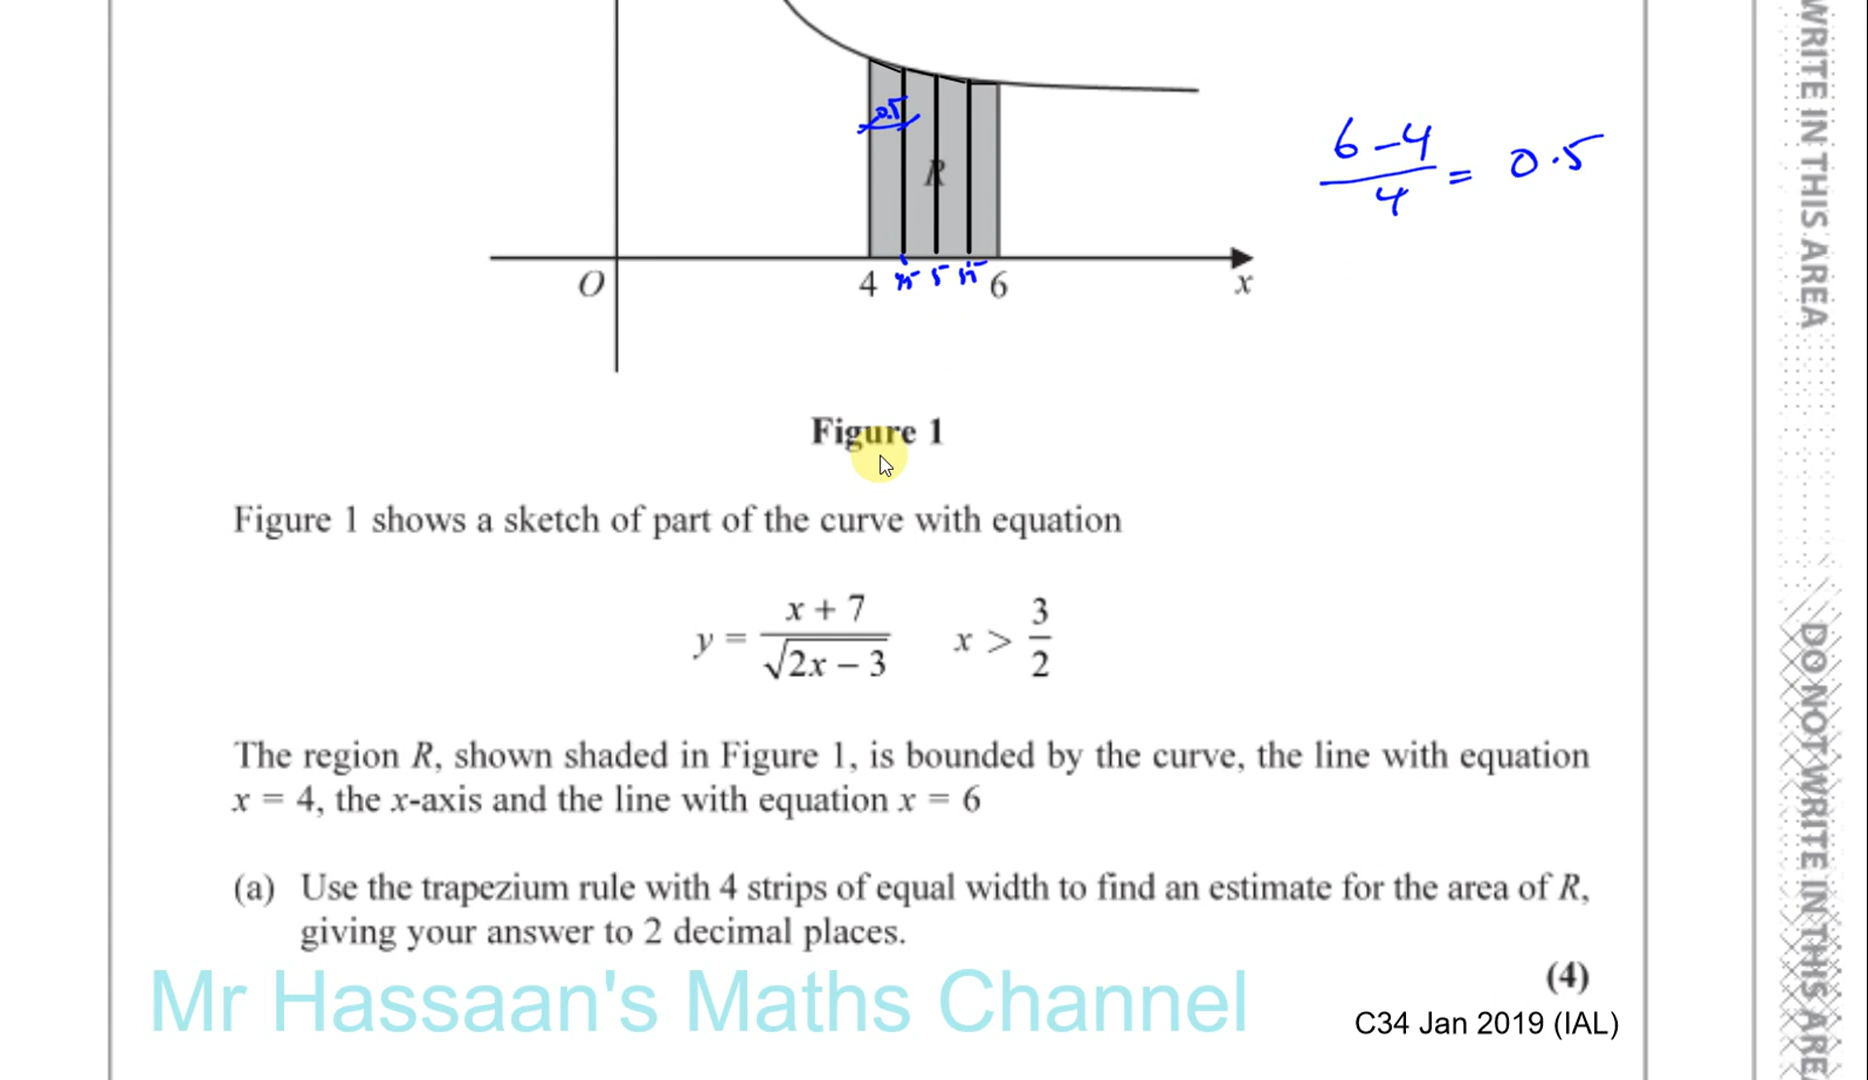 0.5
R
6-4
4
= 0.5
O
4
5
6
x
Figure 1
Figure 1 shows a sketch of part of the curve with equation
y = x + 7 / √2x − 3    x > 3/2
The region R, shown shaded in Figure 1, is bounded by the curve, the line with equation
x = 4, the x-axis and the line with equation x = 6
(a) Use the trapezium rule with 4 strips of equal width to find an estimate for the area of R,
giving your answer to 2 decimal places.
(4)
Mr Hassaan's Maths Channel
C34 Jan 2019 (IAL)
WRITE IN THIS AREA
DO NOT WRITE IN THIS ARE